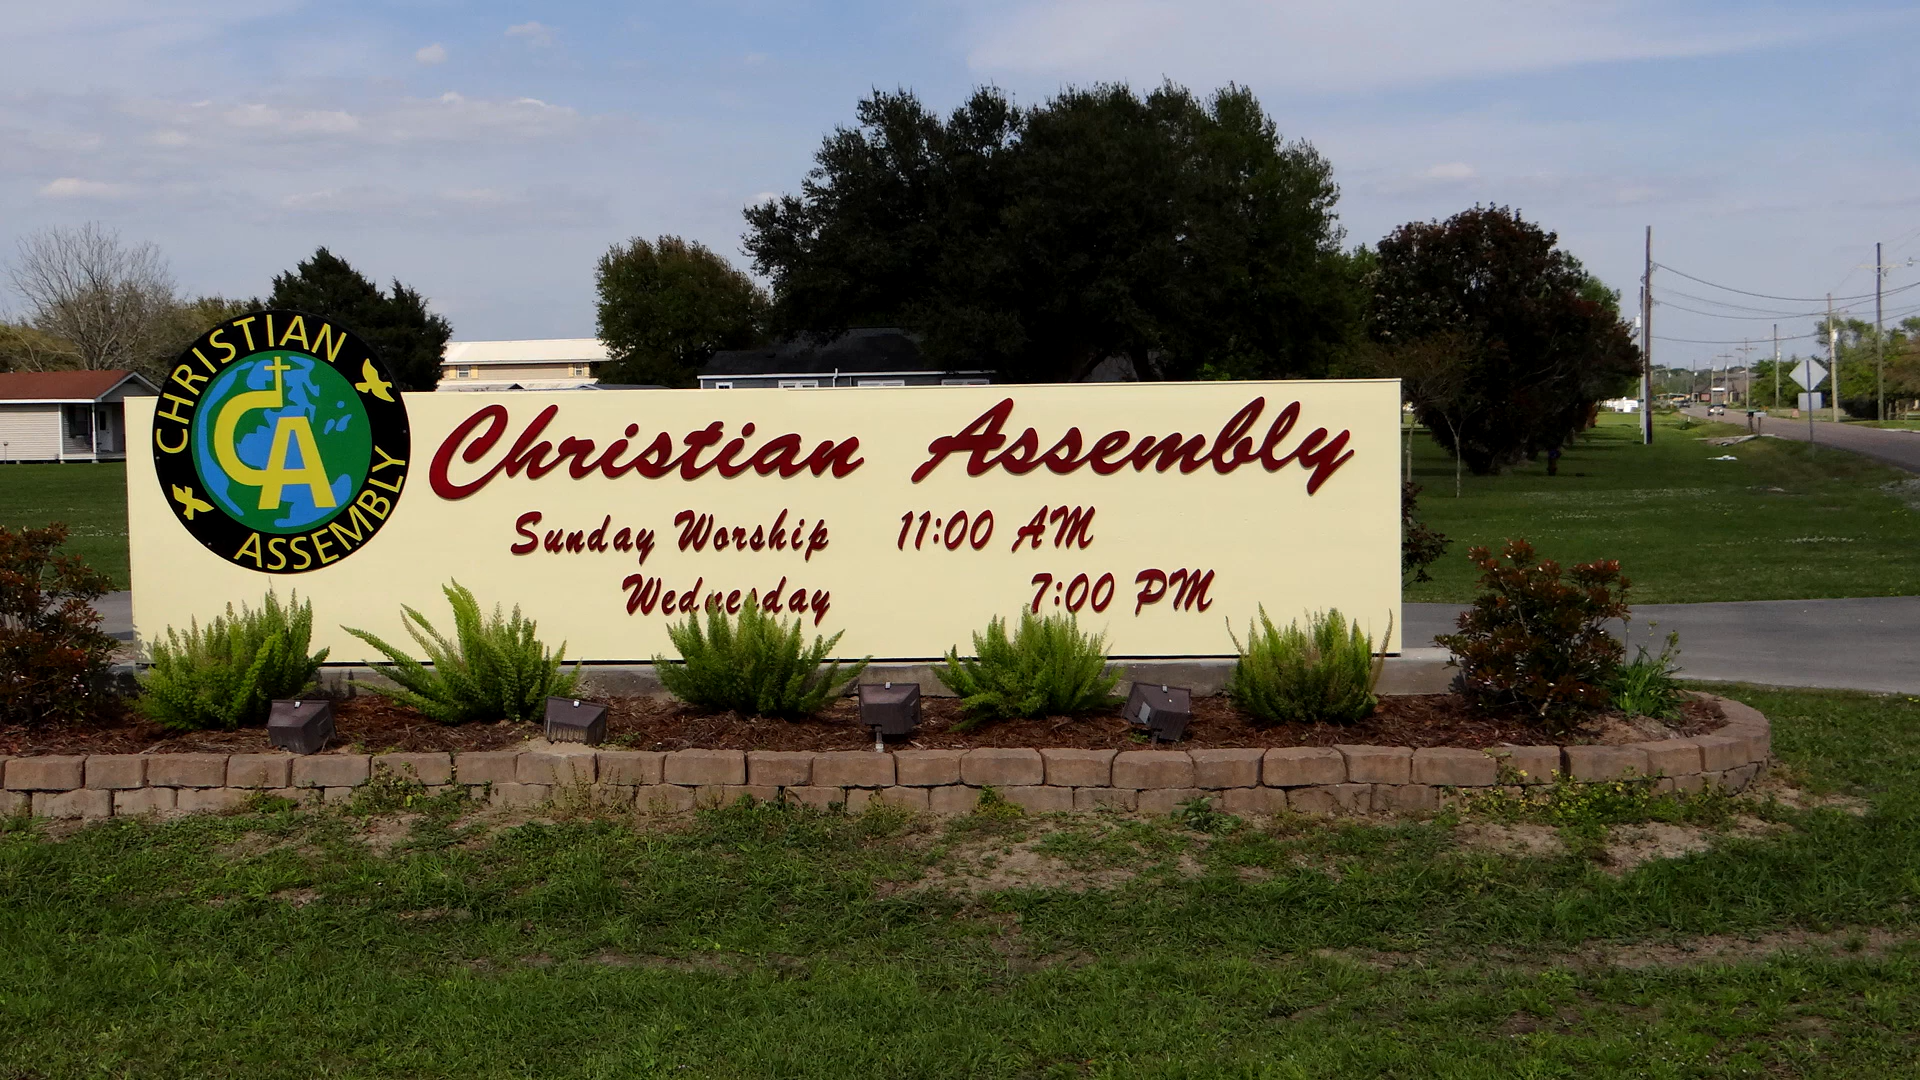 CHRISTIAN
ASSEMBLY
CA
Christian Assembly
Sunday Worship 11:00 AM
Wednesday 7:00 PM